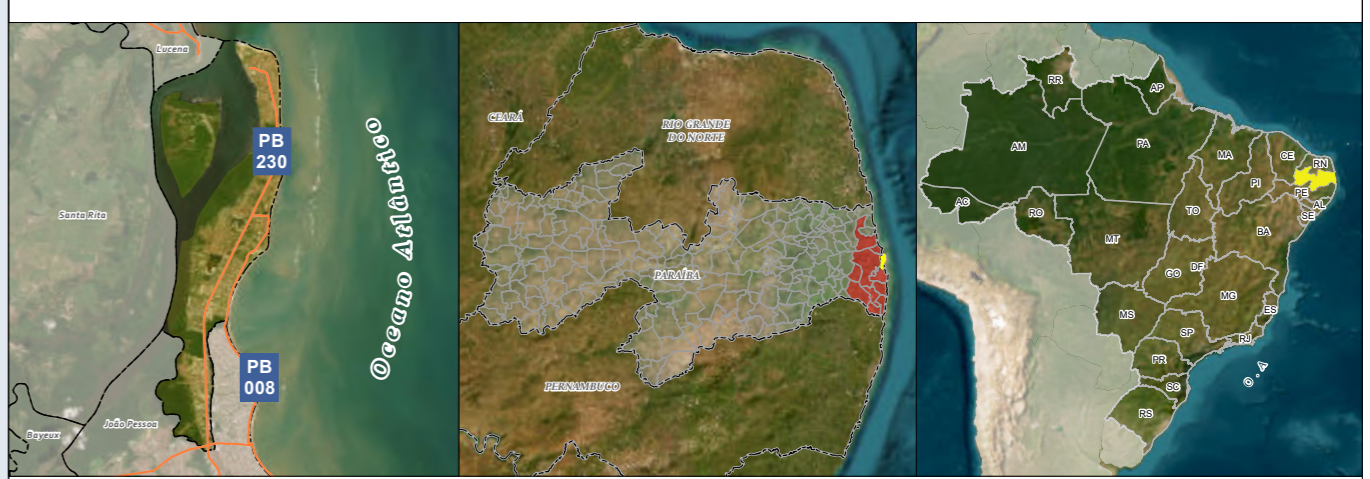 Lucena
PB
230
Santa Rita
Oceano Atlântico
PB
008
João Pessoa
Bayeux
CEARÁ
RIO GRANDE
DO NORTE
PARAÍBA
PERNAMBUCO
RR
AP
AM
PA
MA
CE
RN
PI
PE
AL
SE
AC
RO
TO
BA
MT
DF
GO
MG
MS
ES
SP
RJ
PR
SC
RS
O.A